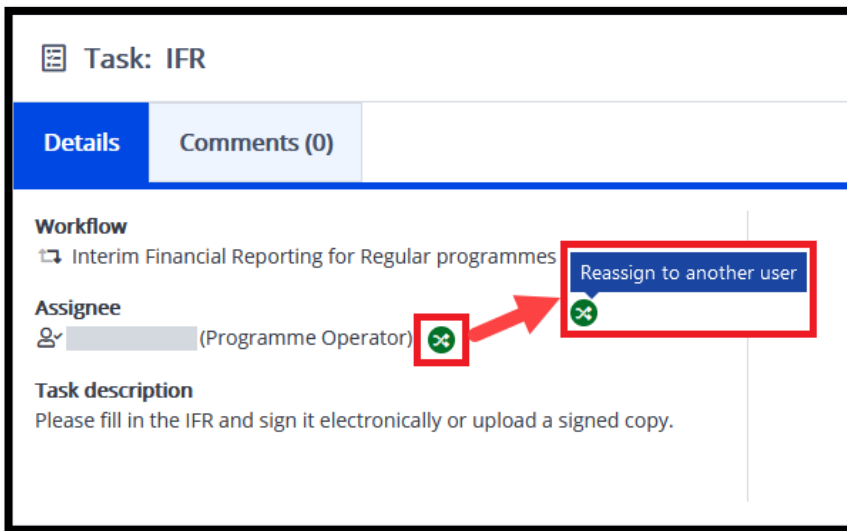 Task: IFR
Details
Comments (0)
Workflow
Interim Financial Reporting for Regular programmes
Reassign to another user
Assignee
(Programme Operator)
Task description
Please fill in the IFR and sign it electronically or upload a signed copy.